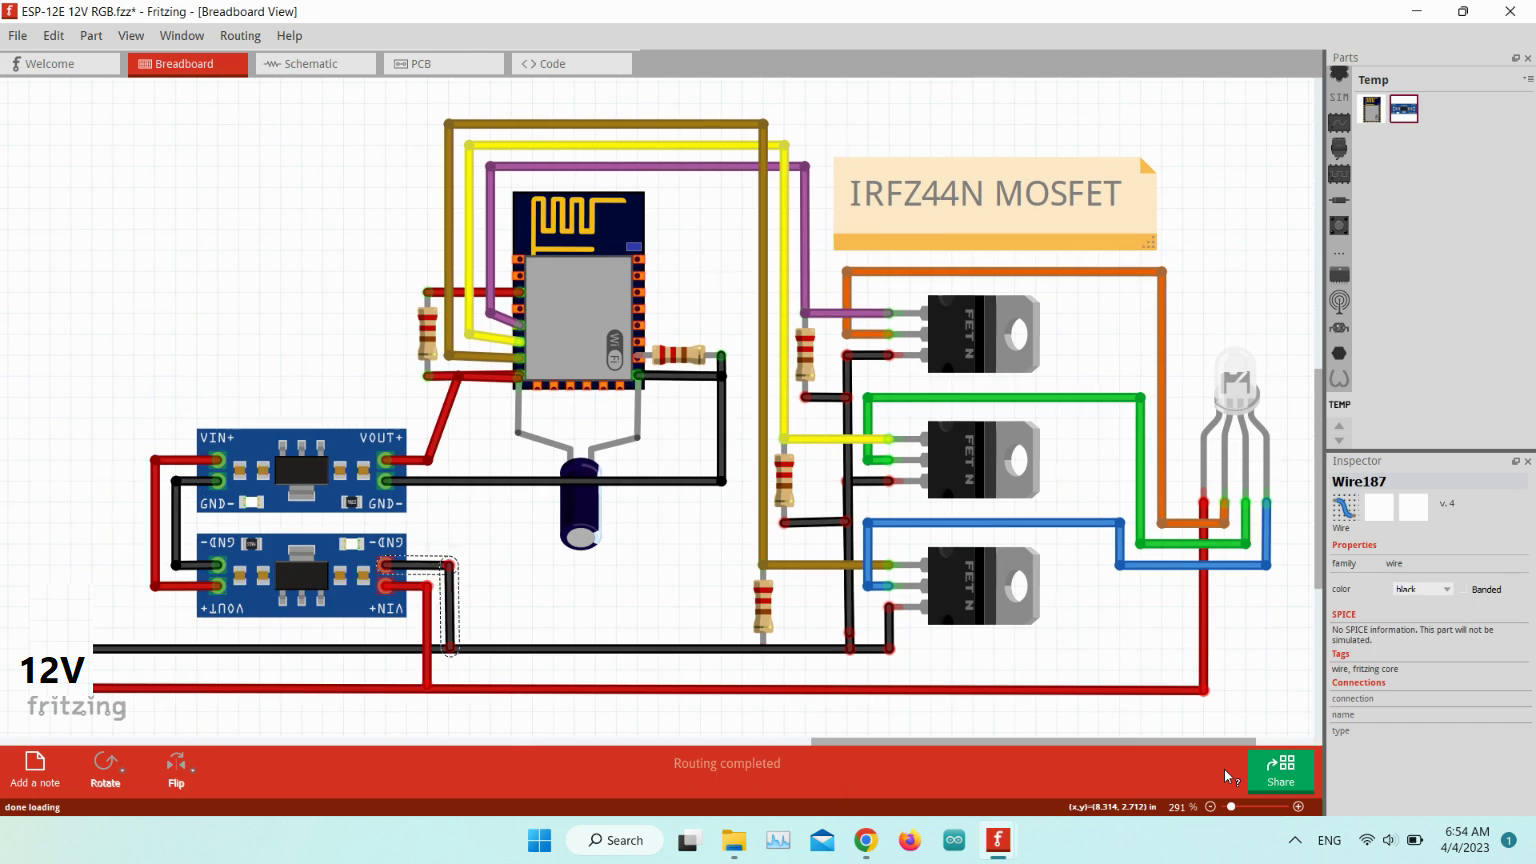 ESP-12E 12V RGB.fzz* - Fritzing - [Breadboard View]
File Edit Part View Window Routing Help
Welcome Breadboard Schematic PCB Code
Parts
SIM
Temp
IRFZ44N MOSFET
WiFi
FET N
FET N
FET N
VIN+ VOUT+
GND- GND-
GND- GND-
VOUT+ VIN+
12V
fritzing
TEMP
Inspector
Wire187
v. 4
Wire
Properties
family wire
color black Banded
SPICE
No SPICE information. This part will not be
simulated.
Tags
wire, fritzing core
Connections
connection
name
type
Add a note Rotate Flip
Routing completed
Share
done loading
(x,y)=(8.314, 2.712) in 291 %
Search
ENG
6:54 AM
4/4/2023
1